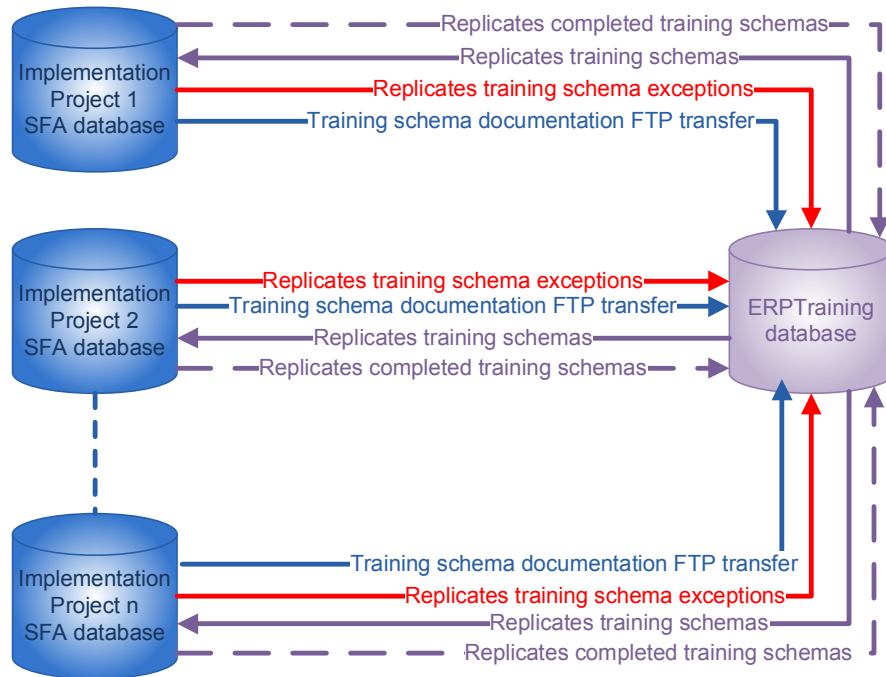 Replicates completed training schemas
Replicates training schemas
Replicates training schema exceptions
Training schema documentation FTP transfer
Implementation
Project 1
SFA database
Implementation
Project 2
SFA database
Replicates training schema exceptions
Training schema documentation FTP transfer
Replicates training schemas
Replicates completed training schemas
ERPTraining
database
Implementation
Project n
SFA database
Training schema documentation FTP transfer
Replicates training schema exceptions
Replicates training schemas
Replicates completed training schemas